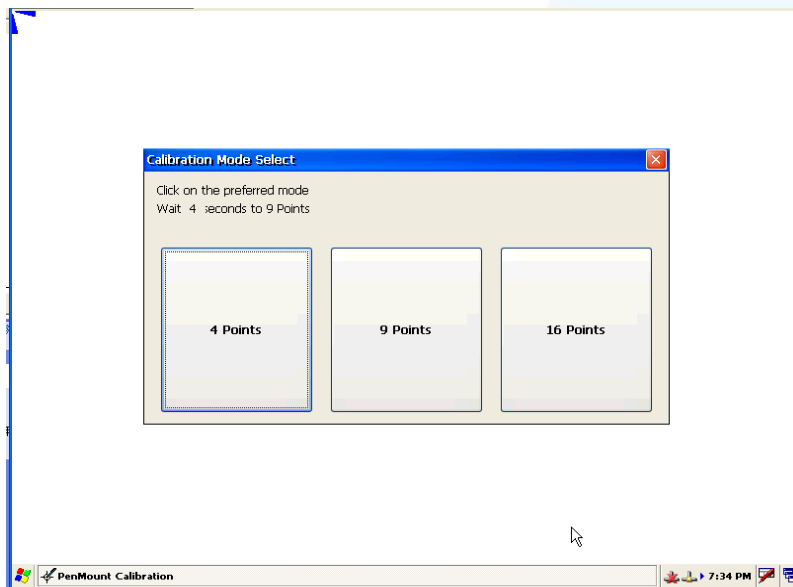 Calibration Mode Select
Click on the preferred mode
Wait 4 seconds to 9 Points
4 Points
9 Points
16 Points
PenMount Calibration
7:34 PM